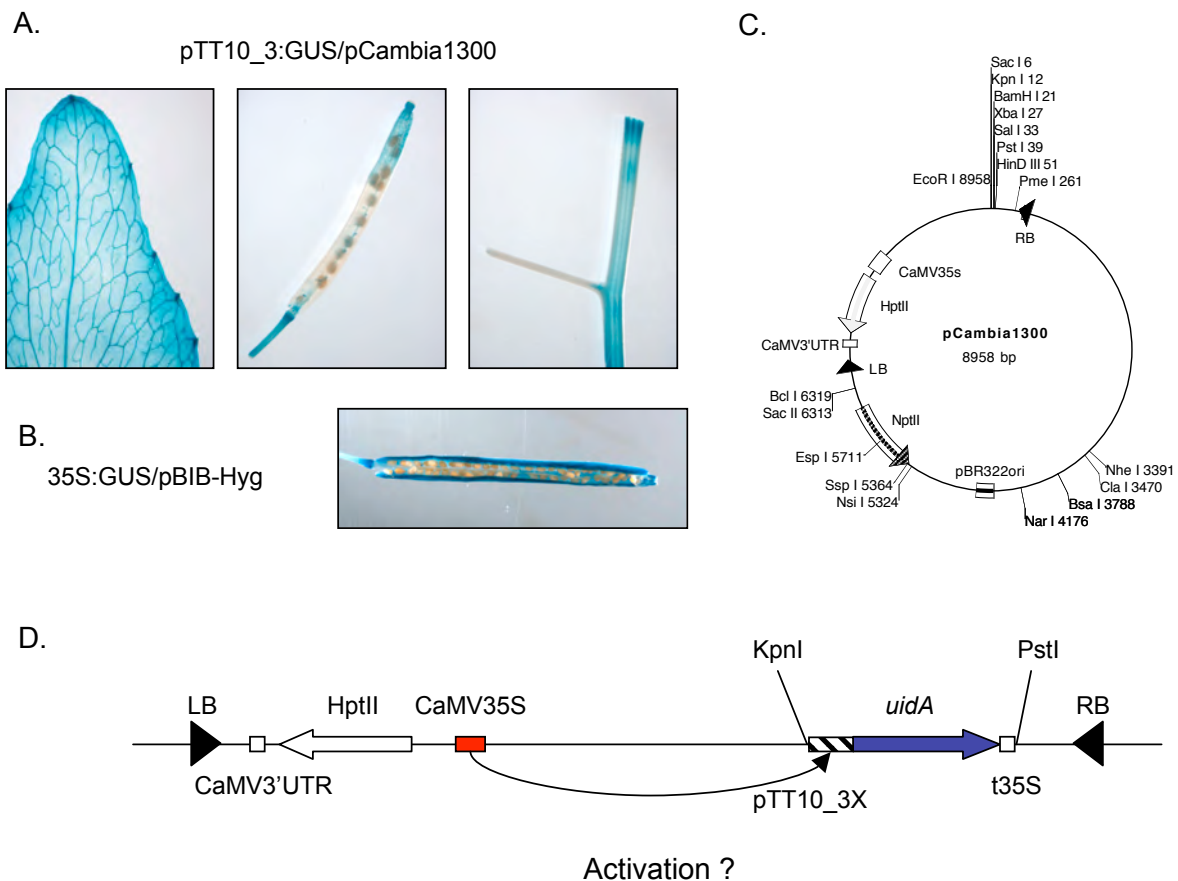 A.
pTT10_3:GUS/pCambia1300
B.
35S:GUS/pBIB-Hyg
C.
Sac I 6
Kpn I 12
BamH I 21
Xba I 27
Sal I 33
Pst I 39
HinD III 51
EcoR I 8958
Pme I 261
RB
CaMV35s
HptII
CaMV3'UTR
LB
pCambia1300
8958 bp
Bcl I 6319
Sac II 6313
NptII
Esp I 5711
Ssp I 5364
Nsi I 5324
pBR322ori
Nhe I 3391
Cla I 3470
Bsa I 3788
Nar I 4176
D.
KpnI
PstI
LB
HptII
CaMV35S
uidA
RB
CaMV3'UTR
pTT10_3X
t35S
Activation ?